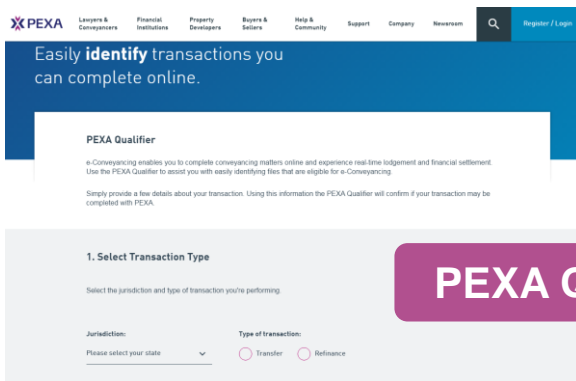 PEXA
Lawyers & Conveyancers
Financial Institutions
Property Developers
Buyers & Sellers
Help & Community
Support
Company
Newsroom
Register / Login
Easily identify transactions you
can complete online.
PEXA Qualifier
e-Conveyancing enables you to complete conveyancing matters online and experience real-time lodgement and financial settlement.
Use the PEXA Qualifier to assist you with easily identifying files that are eligible for e-Conveyancing.
Simply provide a few details about your transaction. Using this information the PEXA Qualifier will confirm if your transaction may be
completed with PEXA.
1. Select Transaction Type
Select the jurisdiction and type of transaction you're performing.
PEXA Q
Jurisdiction:
Type of transaction:
Please select your state
Transfer
Refinance